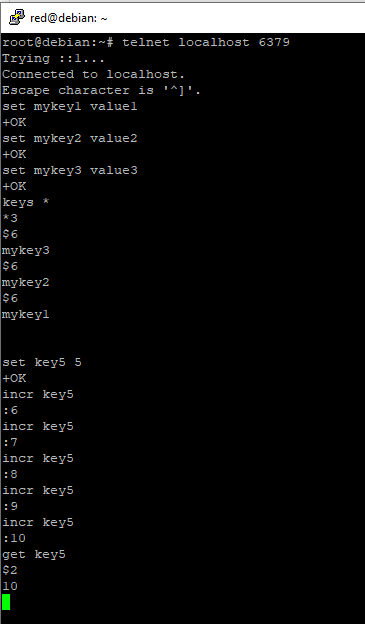 red@debian: ~
root@debian:~# telnet localhost 6379
Trying ::1...
Connected to localhost.
Escape character is '^]'.
set mykey1 value1
+OK
set mykey2 value2
+OK
set mykey3 value3
+OK
keys *
*3
$6
mykey3
$6
mykey2
$6
mykey1
set key5 5
+OK
incr key5
:6
incr key5
:7
incr key5
:8
incr key5
:9
incr key5
:10
get key5
$2
10